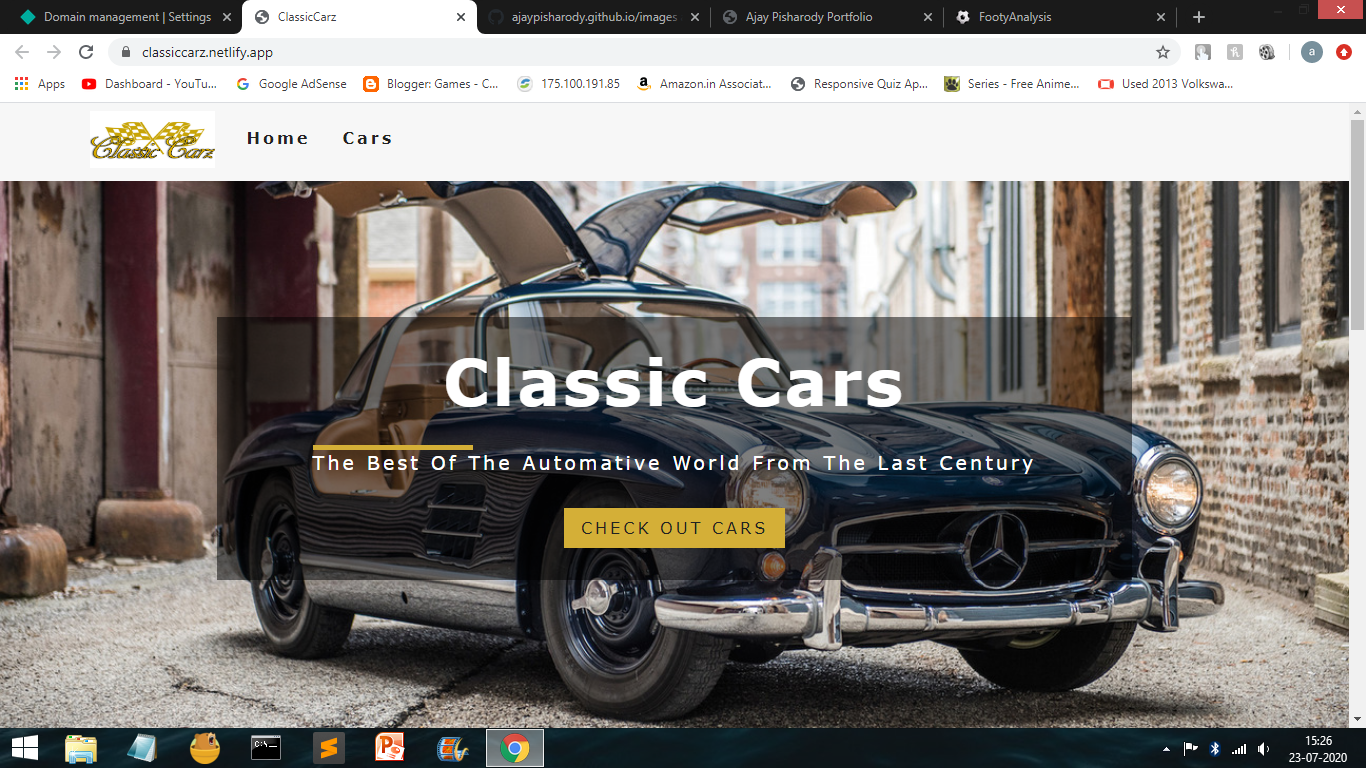 Domain management | Settings
ClassicCarz
ajaypisharody.github.io/images
Ajay Pisharody Portfolio
FootyAnalysis
classiccarz.netlify.app
a
Apps
Dashboard - YouTu...
Google AdSense
Blogger: Games - C...
175.100.191.85
Amazon.in Associat...
Responsive Quiz Ap...
Series - Free Anime...
Used 2013 Volkswa...
Classic Carz
Home
Cars
Classic Cars
The Best Of The Automative World From The Last Century
CHECK OUT CARS
15:26
23-07-2020